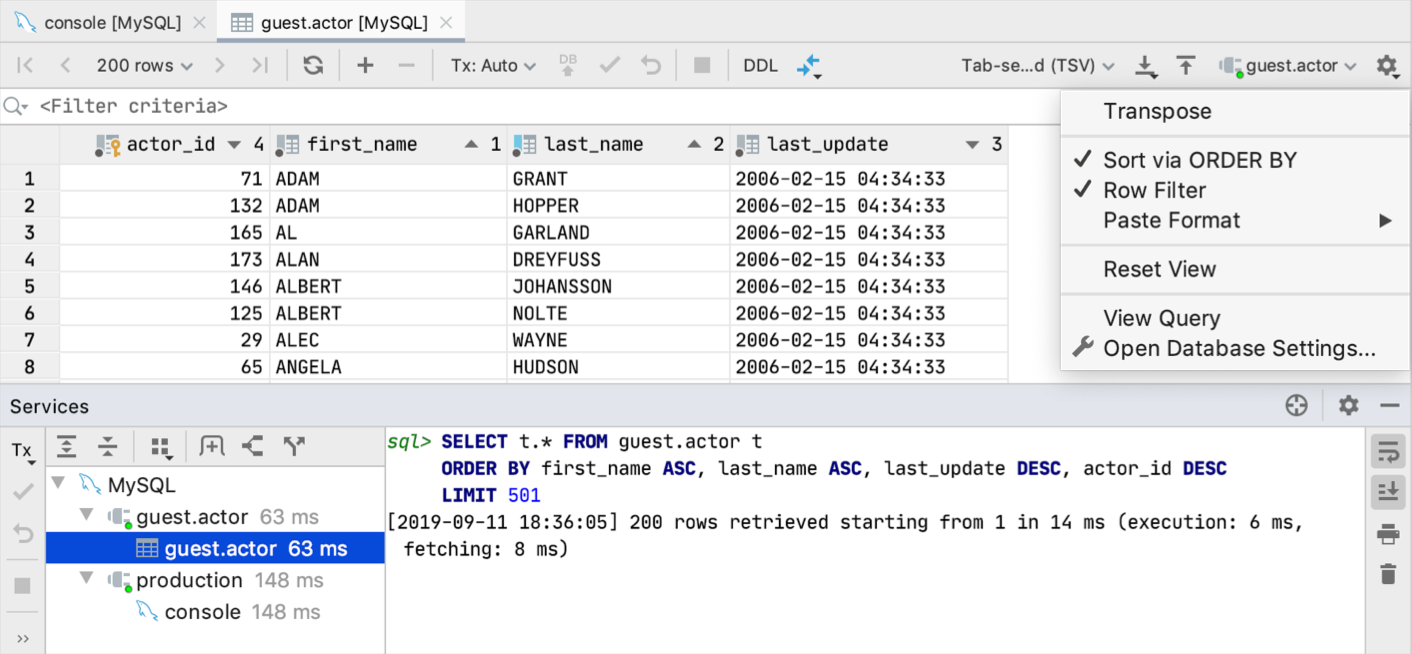 console [MySQL]
guest.actor [MySQL]
200 rows
Tx: Auto
DB
DDL
Tab-se...d (TSV)
guest.actor
<Filter criteria>
actor_id 4 first_name 1 last_name 2 last_update 3
1 71 ADAM GRANT 2006-02-15 04:34:33
2 132 ADAM HOPPER 2006-02-15 04:34:33
3 165 AL GARLAND 2006-02-15 04:34:33
4 173 ALAN DREYFUSS 2006-02-15 04:34:33
5 146 ALBERT JOHANSSON 2006-02-15 04:34:33
6 125 ALBERT NOLTE 2006-02-15 04:34:33
7 29 ALEC WAYNE 2006-02-15 04:34:33
8 65 ANGELA HUDSON 2006-02-15 04:34:33
Transpose
Sort via ORDER BY
Row Filter
Paste Format
Reset View
View Query
Open Database Settings...
Services
Tx
MySQL
guest.actor 63 ms
guest.actor 63 ms
production 148 ms
console 148 ms
sql> SELECT t.* FROM guest.actor t
ORDER BY first_name ASC, last_name ASC, last_update DESC, actor_id DESC
LIMIT 501
[2019-09-11 18:36:05] 200 rows retrieved starting from 1 in 14 ms (execution: 6 ms,
fetching: 8 ms)